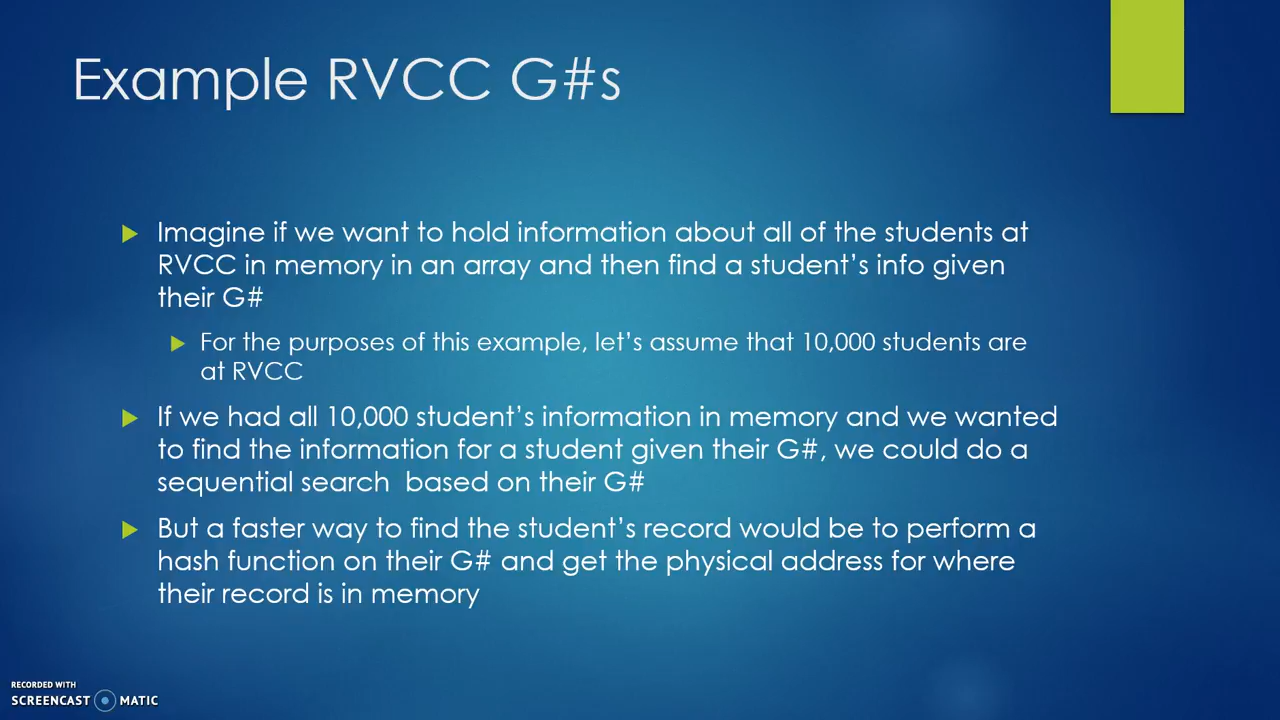 Example RVCC G#s
Imagine if we want to hold information about all of the students at
RVCC in memory in an array and then find a student’s info given
their G#
For the purposes of this example, let’s assume that 10,000 students are
at RVCC
If we had all 10,000 student’s information in memory and we wanted
to find the information for a student given their G#, we could do a
sequential search  based on their G#
But a faster way to find the student’s record would be to perform a
hash function on their G# and get the physical address for where
their record is in memory
RECORDED WITH
SCREENCAST MATIC